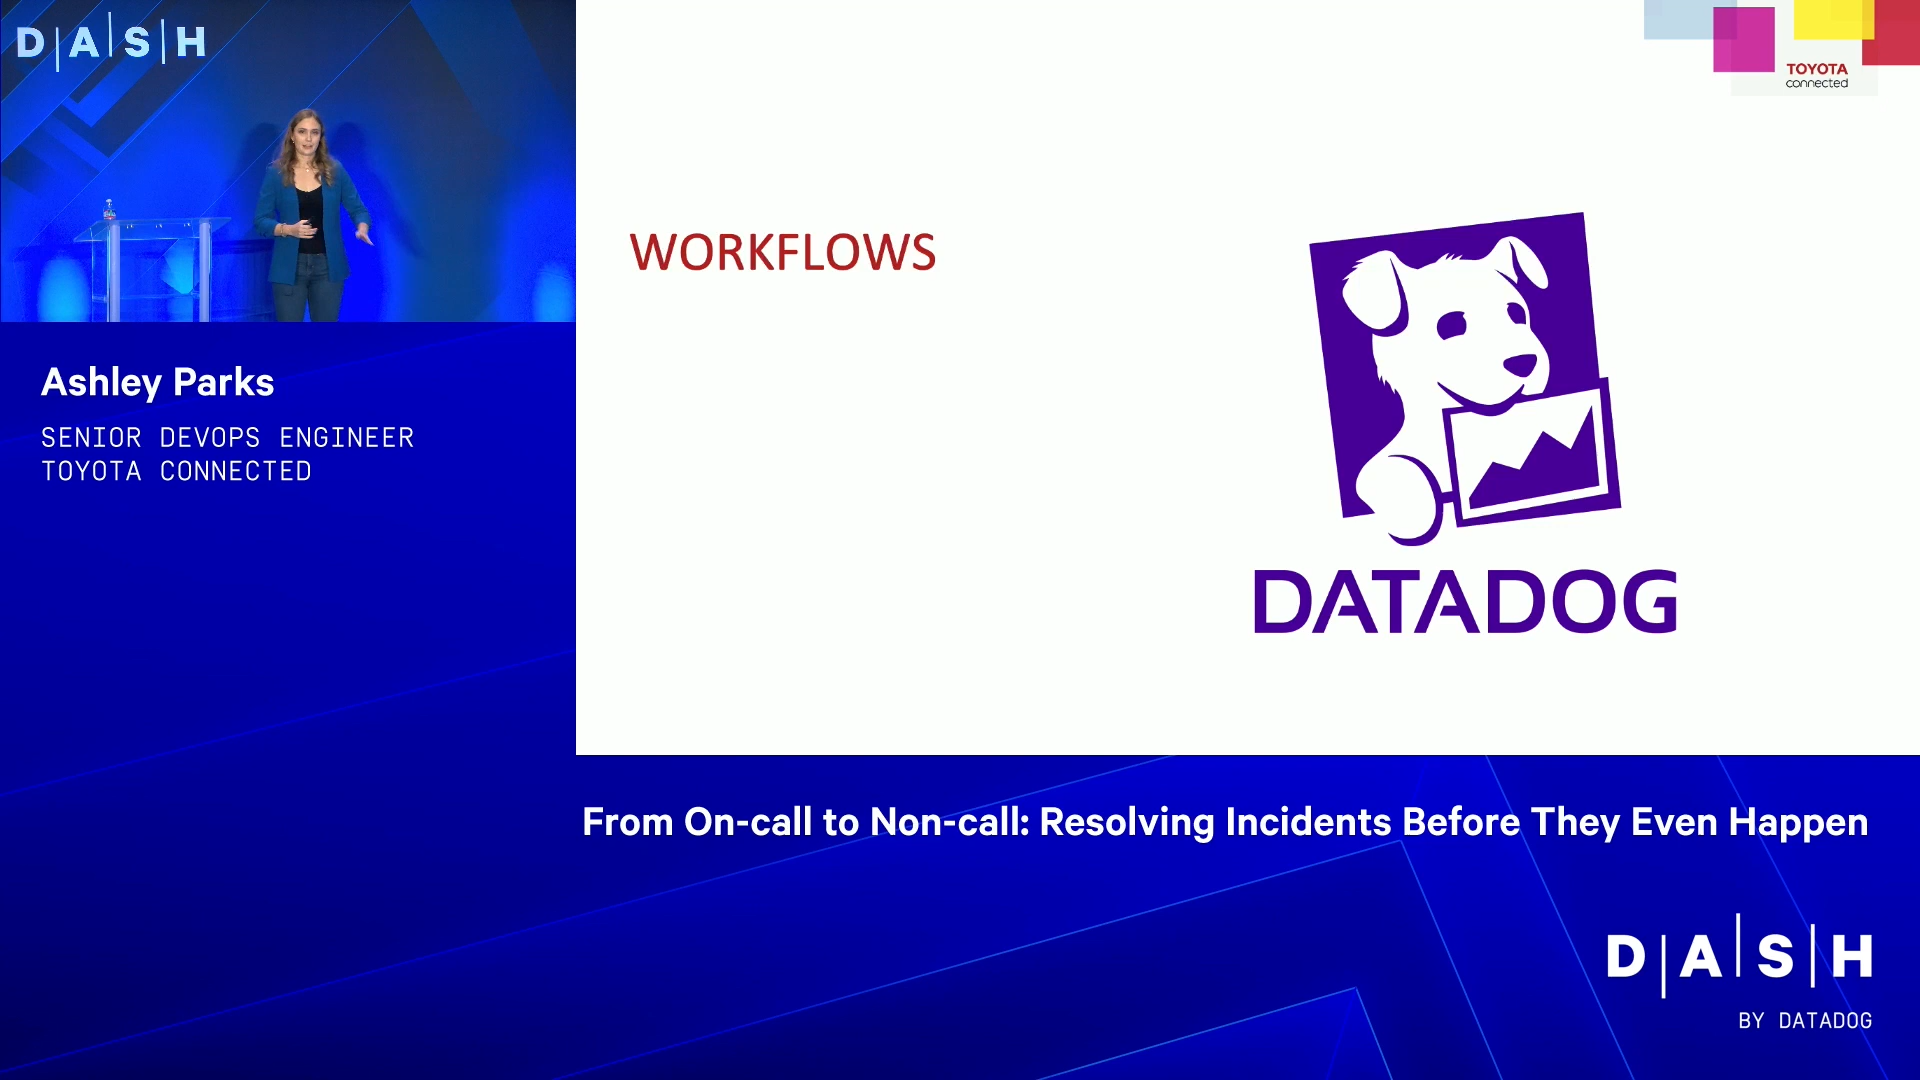 D|A|S|H
TOYOTA
connected
WORKFLOWS
DATADOG
Ashley Parks
SENIOR DEVOPS ENGINEER
TOYOTA CONNECTED
From On-call to Non-call: Resolving Incidents Before They Even Happen
D|A|S|H
BY DATADOG